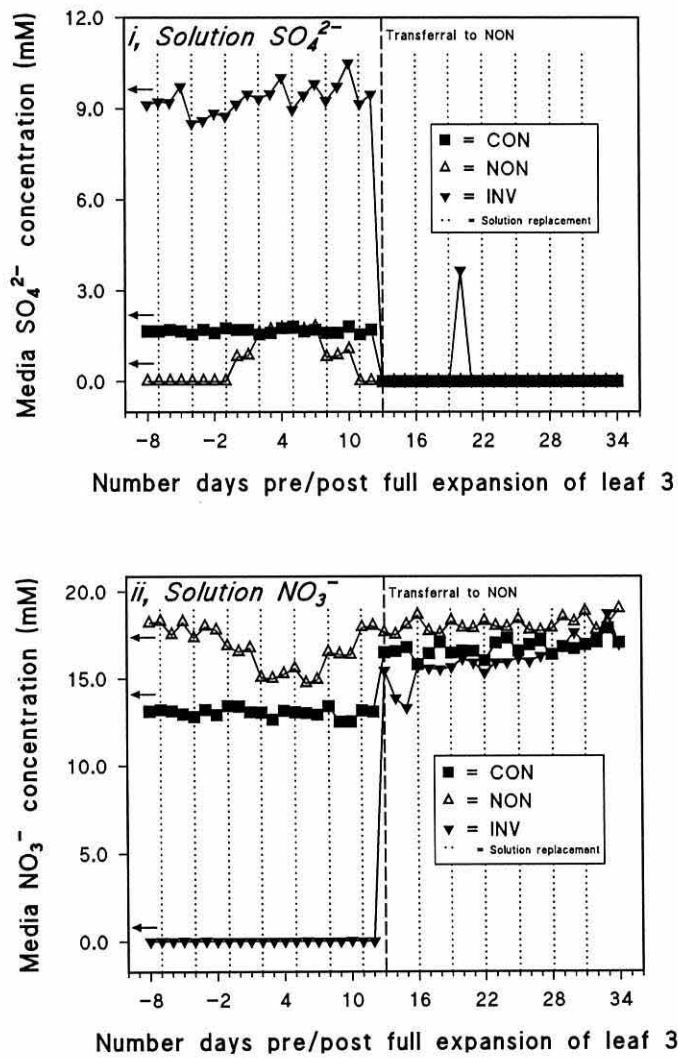 i, Solution SO₄²⁻
Transferral to NON
Media SO₄²⁻ concentration (mM)
12.0
9.0
6.0
3.0
0.0
■ = CON
△ = NON
▼ = INV
·· = Solution replacement
-8 -2 4 10 16 22 28 34
Number days pre/post full expansion of leaf 3
ii, Solution NO₃⁻
Transferral to NON
Media NO₃⁻ concentration (mM)
20.0
15.0
10.0
5.0
0.0
■ = CON
△ = NON
▼ = INV
·· = Solution replacement
-8 -2 4 10 16 22 28 34
Number days pre/post full expansion of leaf 3